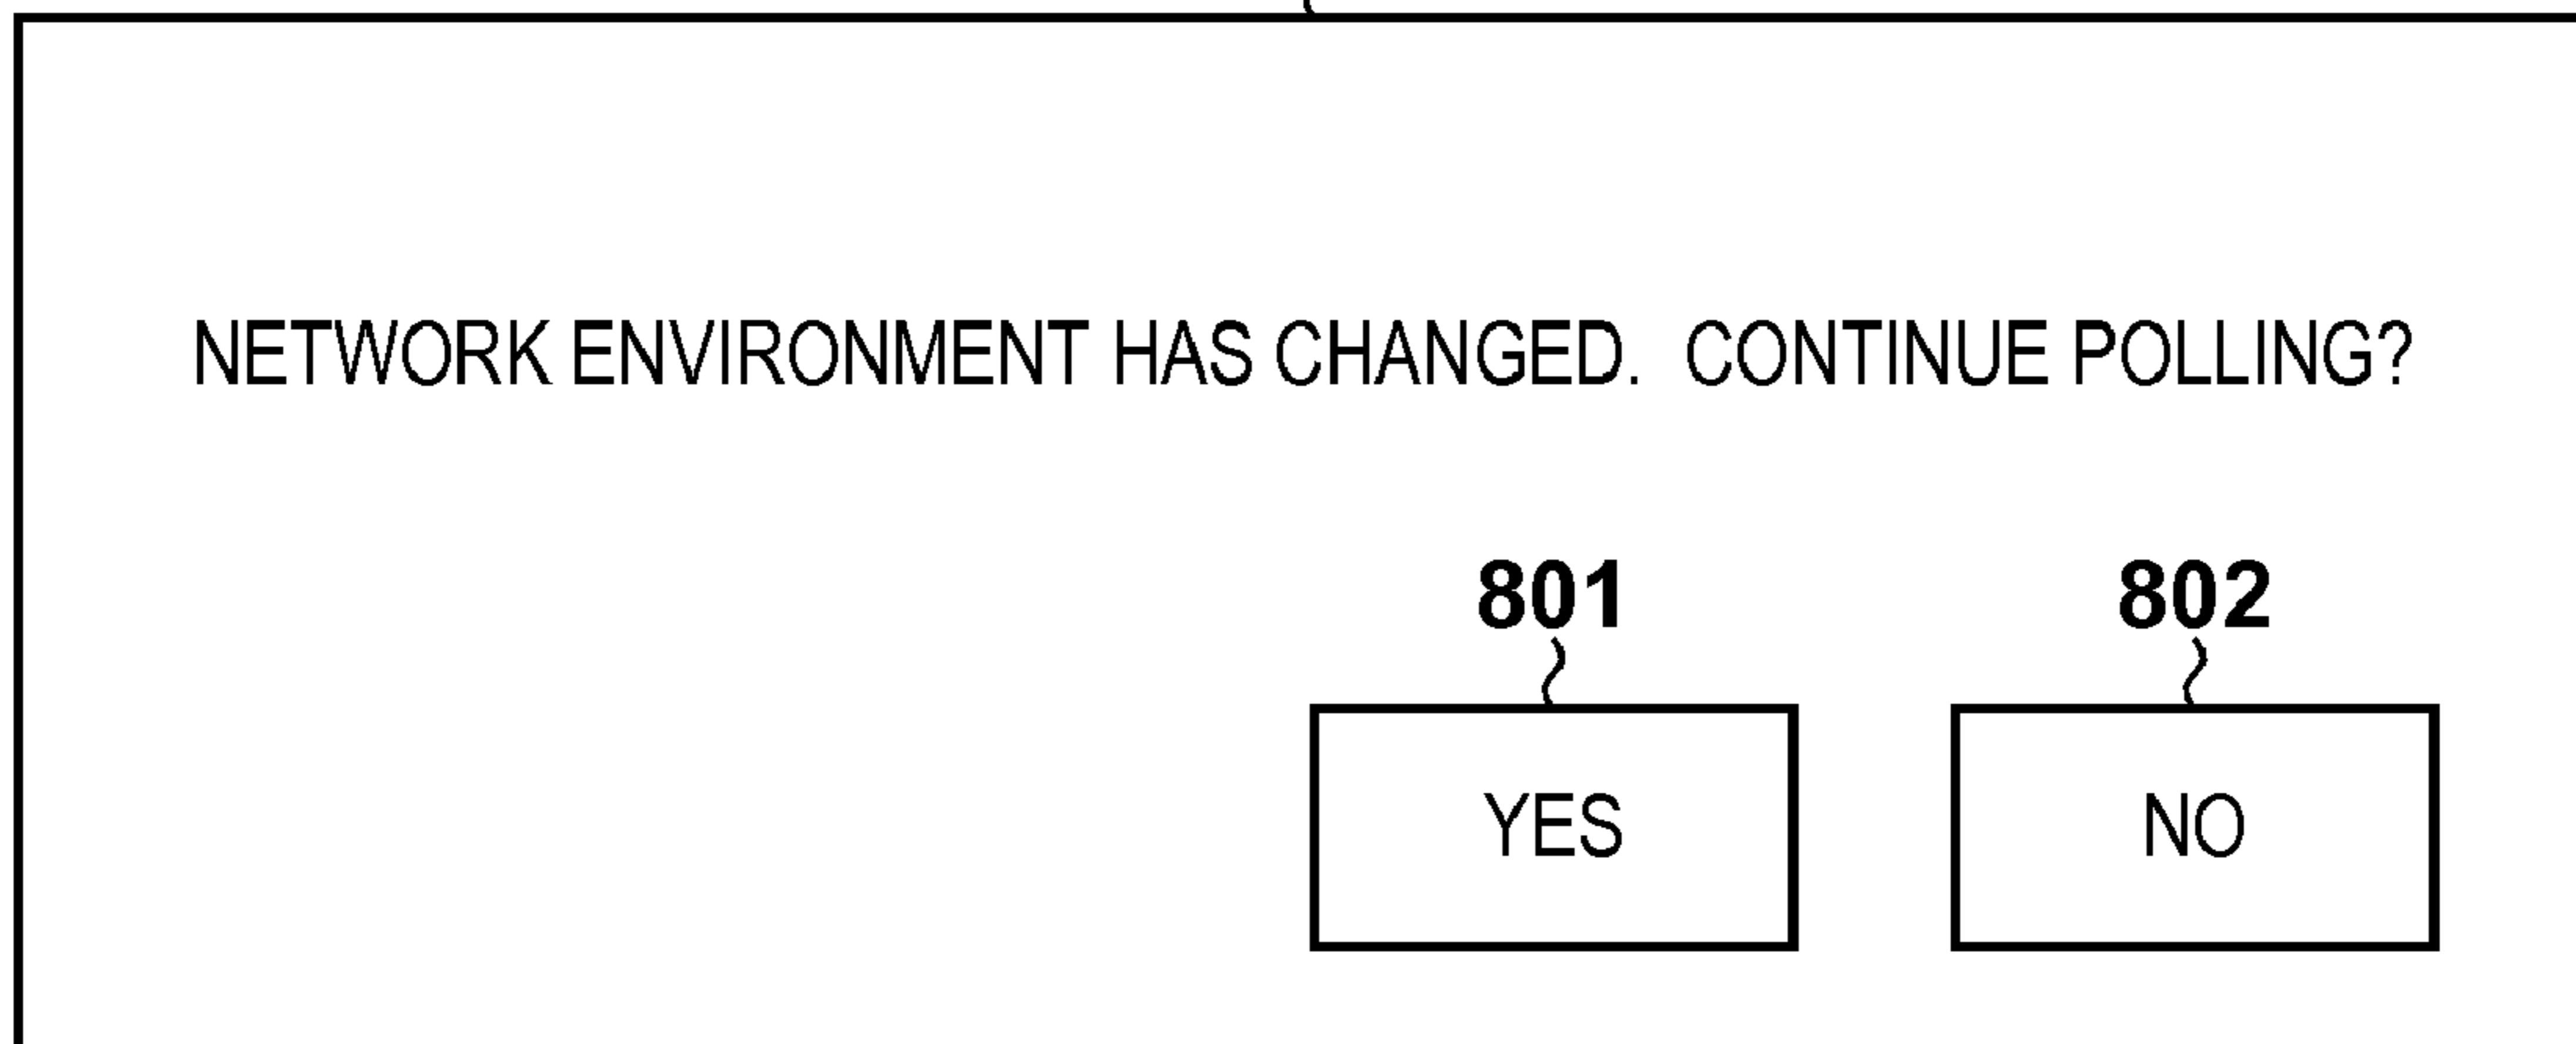 NETWORK ENVIRONMENT HAS CHANGED.  CONTINUE POLLING?
801 802
YES NO